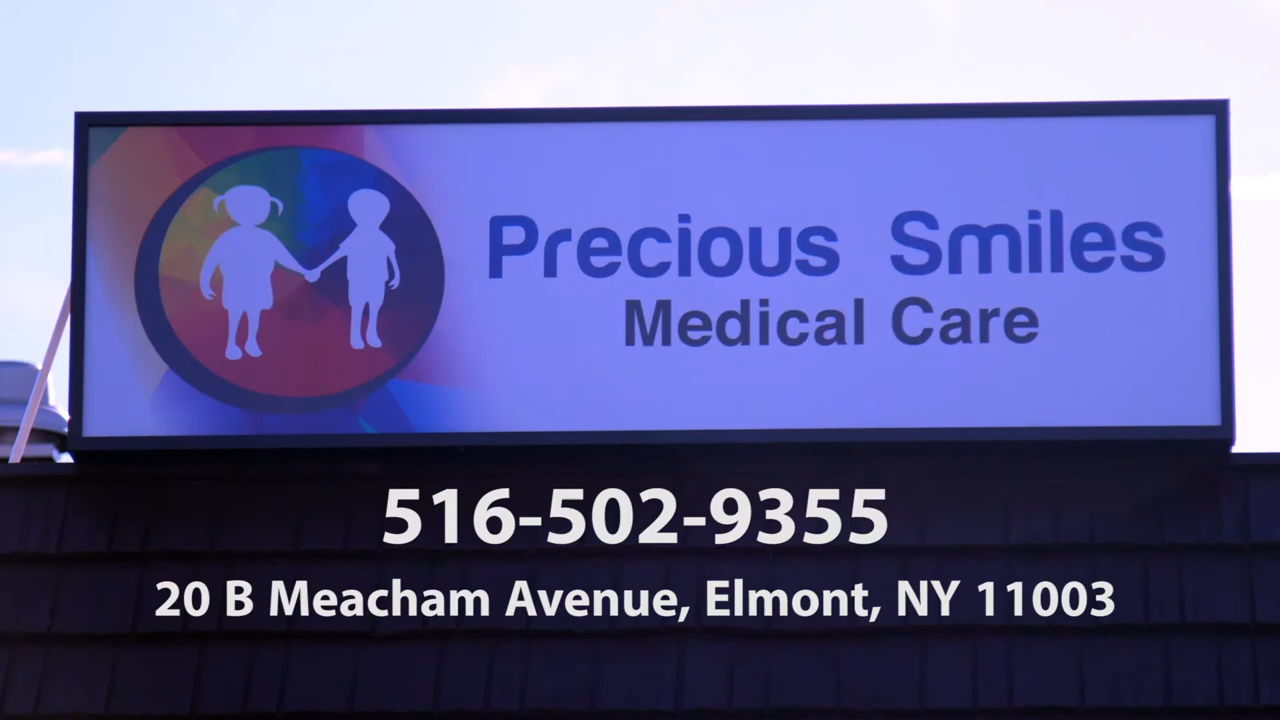 Precious Smiles
Medical Care
516-502-9355
20 B Meacham Avenue, Elmont, NY 11003